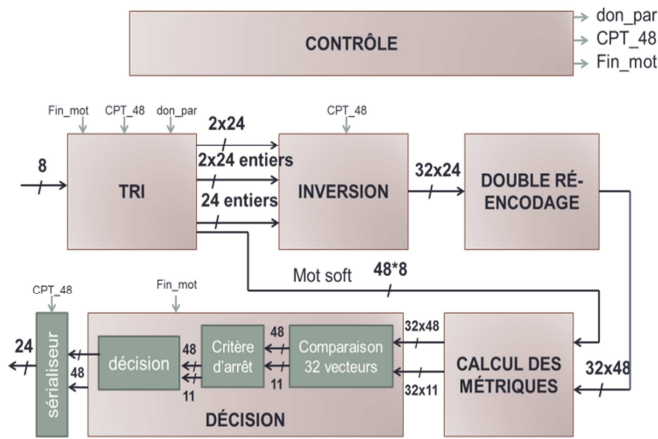 CONTRÔLE
don_par
CPT_48
Fin_mot
Fin_mot CPT_48 don_par
CPT_48
8
TRI
2x24
2x24 entiers
24 entiers
INVERSION
32x24
DOUBLE RÉ-
ENCODAGE
Mot soft 48*8
CPT_48
Fin_mot
24
sérialiseur
48
décision
48
11
Critère
d'arrêt
48
11
Comparaison
32 vecteurs
DÉCISION
32x48
32x11
CALCUL DES
MÉTRIQUES
32x48